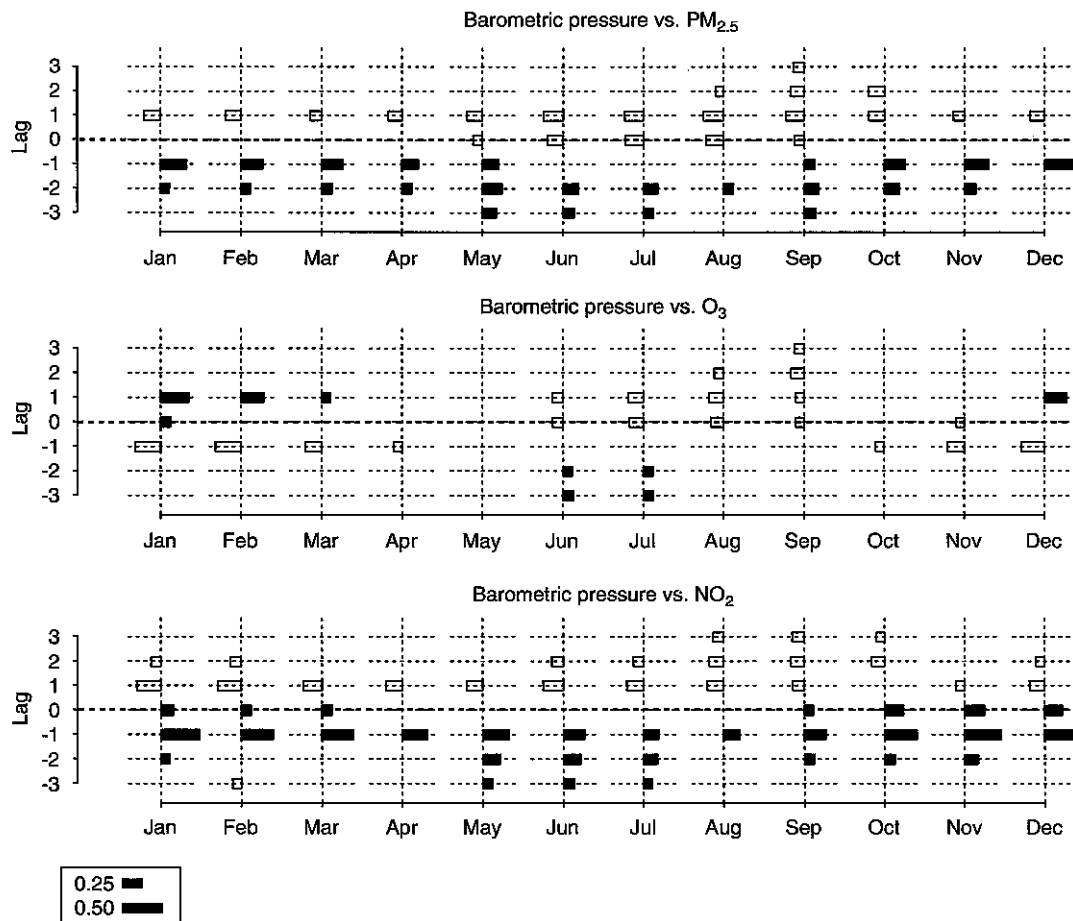 Barometric pressure vs. PM2.5
3
2
1
0
-1
-2
-3
Lag
Jan Feb Mar Apr May Jun Jul Aug Sep Oct Nov Dec
Barometric pressure vs. O3
3
2
1
0
-1
-2
-3
Lag
Jan Feb Mar Apr May Jun Jul Aug Sep Oct Nov Dec
Barometric pressure vs. NO2
3
2
1
0
-1
-2
-3
Lag
Jan Feb Mar Apr May Jun Jul Aug Sep Oct Nov Dec
0.25
0.50